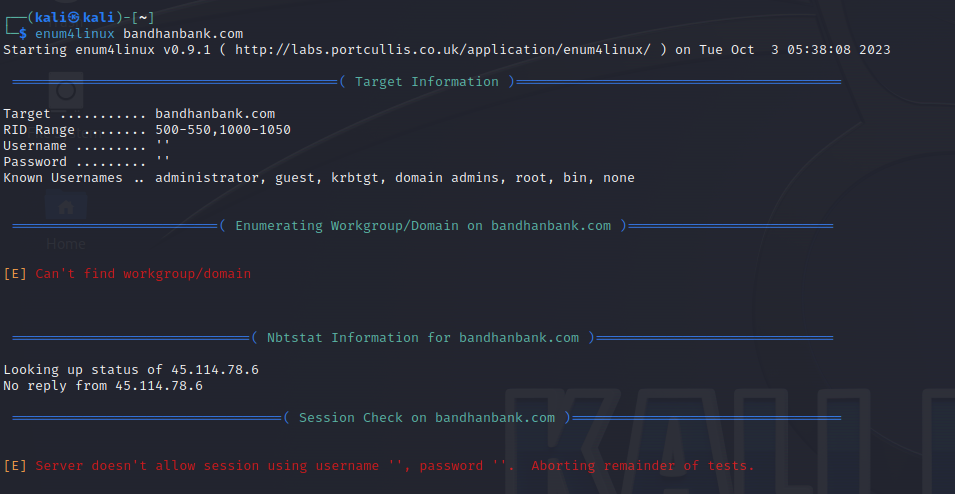 ┌──(kali㉿kali)-[~]
└─$ enum4linux bandhanbank.com
Starting enum4linux v0.9.1 ( http://labs.portcullis.co.uk/application/enum4linux/ ) on Tue Oct  3 05:38:08 2023
( Target Information )
Target ........... bandhanbank.com
RID Range ........ 500-550,1000-1050
Username ......... ''
Password ......... ''
Known Usernames .. administrator, guest, krbtgt, domain admins, root, bin, none
( Enumerating Workgroup/Domain on bandhanbank.com )
Home
[E] Can't find workgroup/domain
( Nbtstat Information for bandhanbank.com )
Looking up status of 45.114.78.6
No reply from 45.114.78.6
( Session Check on bandhanbank.com )
KALI
[E] Server doesn't allow session using username '', password ''.  Aborting remainder of tests.